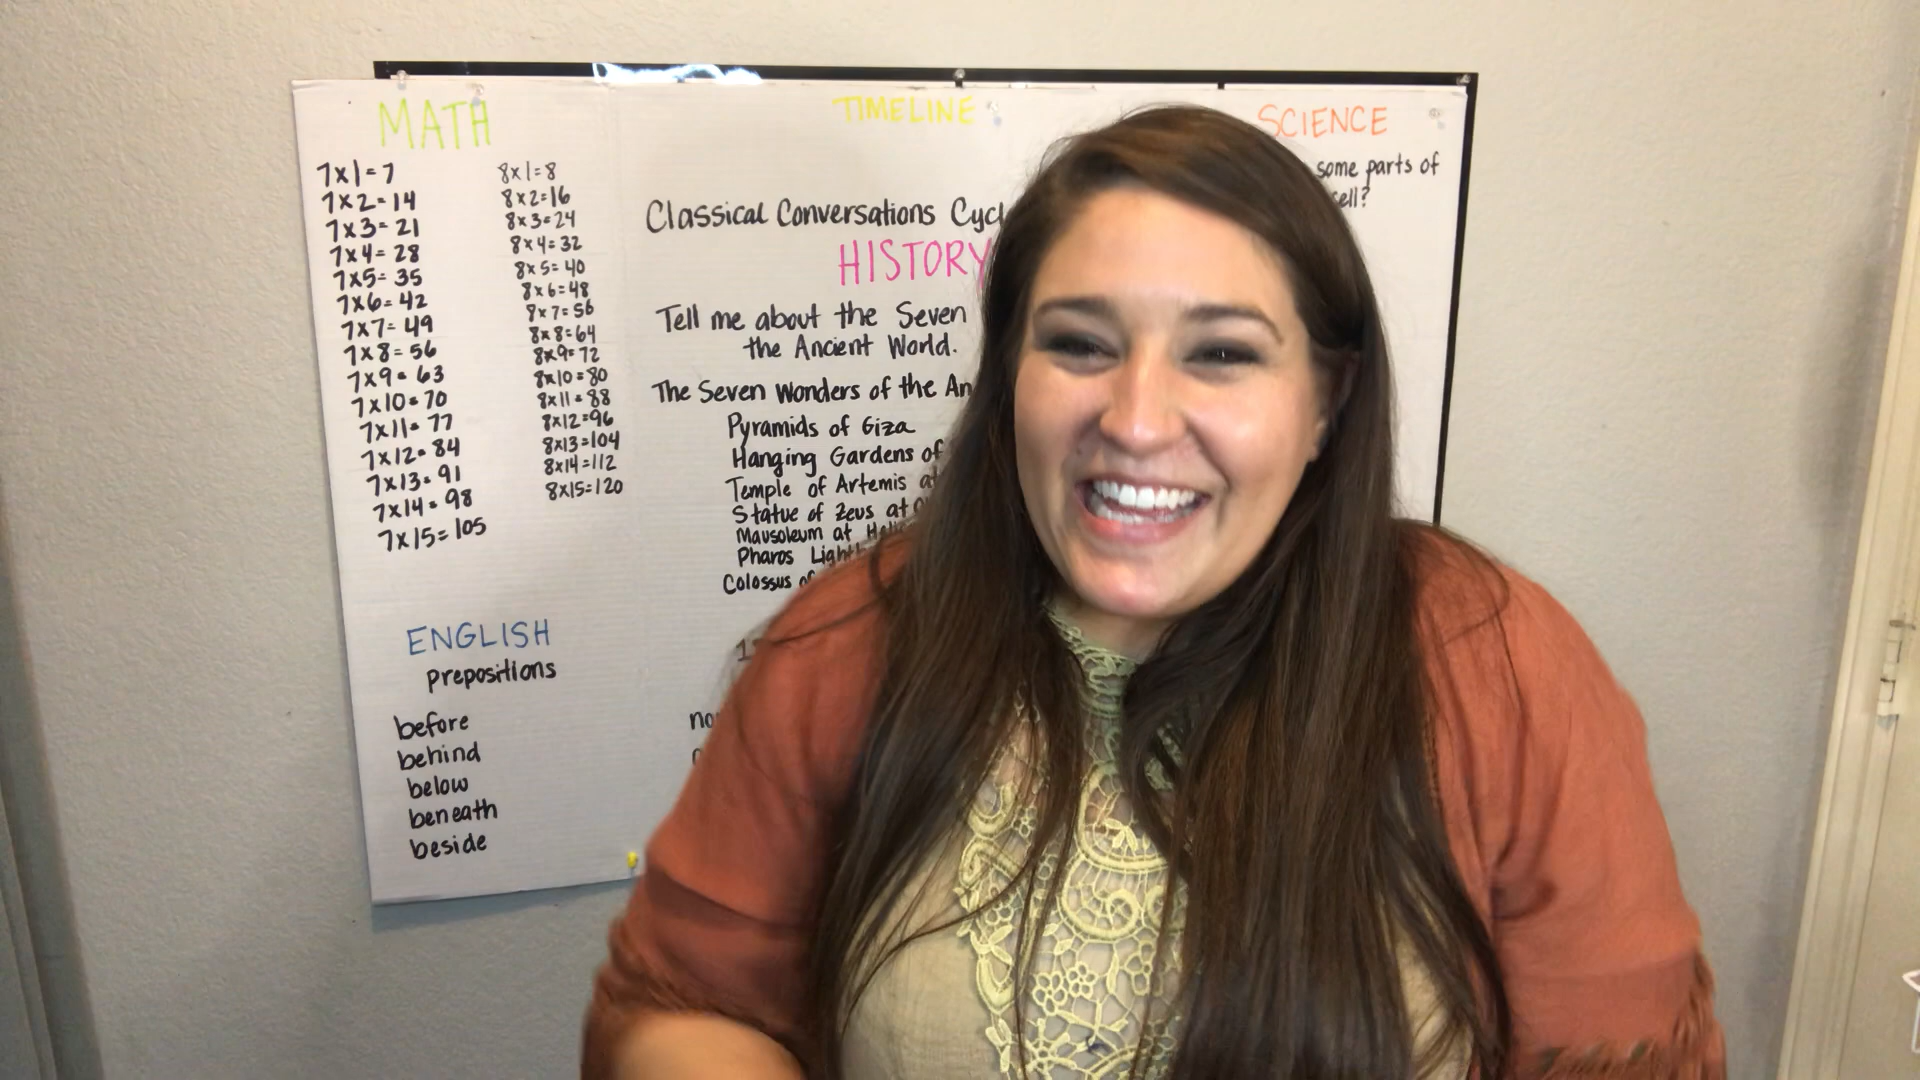 MATH
7x1=7
7x2=14
7x3=21
7x4=28
7x5=35
7x6=42
7x7=49
7x8=56
7x9=63
7x10=70
7x11=77
7x12=84
7x13=91
7x14=98
7x15=105
8x1=8
8x2=16
8x3=24
8x4=32
8x5=40
8x6=48
8x7=56
8x8=64
8x9=72
8x10=80
8x11=88
8x12=96
8x13=104
8x14=112
8x15=120
ENGLISH
prepositions
before
behind
below
beneath
beside
TIMELINE
Classical Conversations
HISTORY
Tell me about the Seven
the Ancient World.
The Seven Wonders of the
Pyramids of Giza
Hanging Gardens of
Temple of Artemis at
Statue of Zeus at
Mausoleum at
Pharos
Colossus of
SCIENCE
some parts of